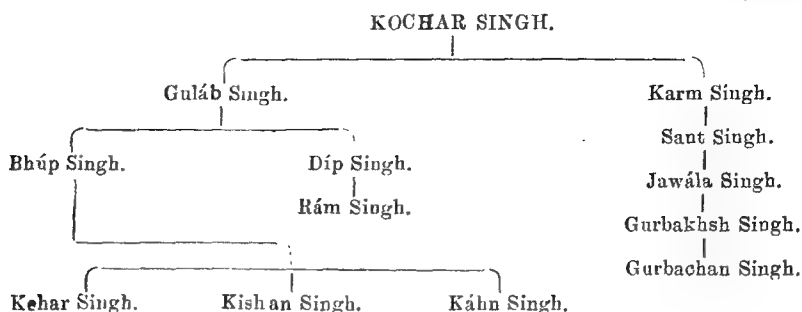 KOCHAR SINGH.
Guláb Singh. Karm Singh.
Sant Singh.
Bhúp Singh. Díp Singh.
Jawála Singh.
Rám Singh.
Gurbakhsh Singh.
Gurbachan Singh.
Kehar Singh. Kishan Singh. Káhn Singh.